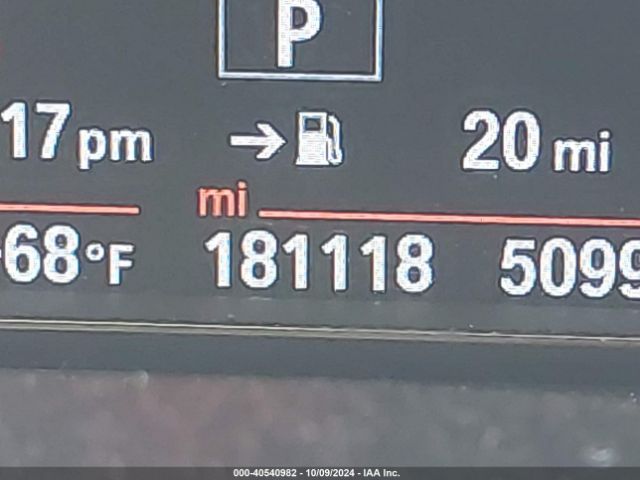 P
17 pm → 20 mi
mi
68°F 181118 5099
000-40540982 - 10/09/2024 - IAA Inc.